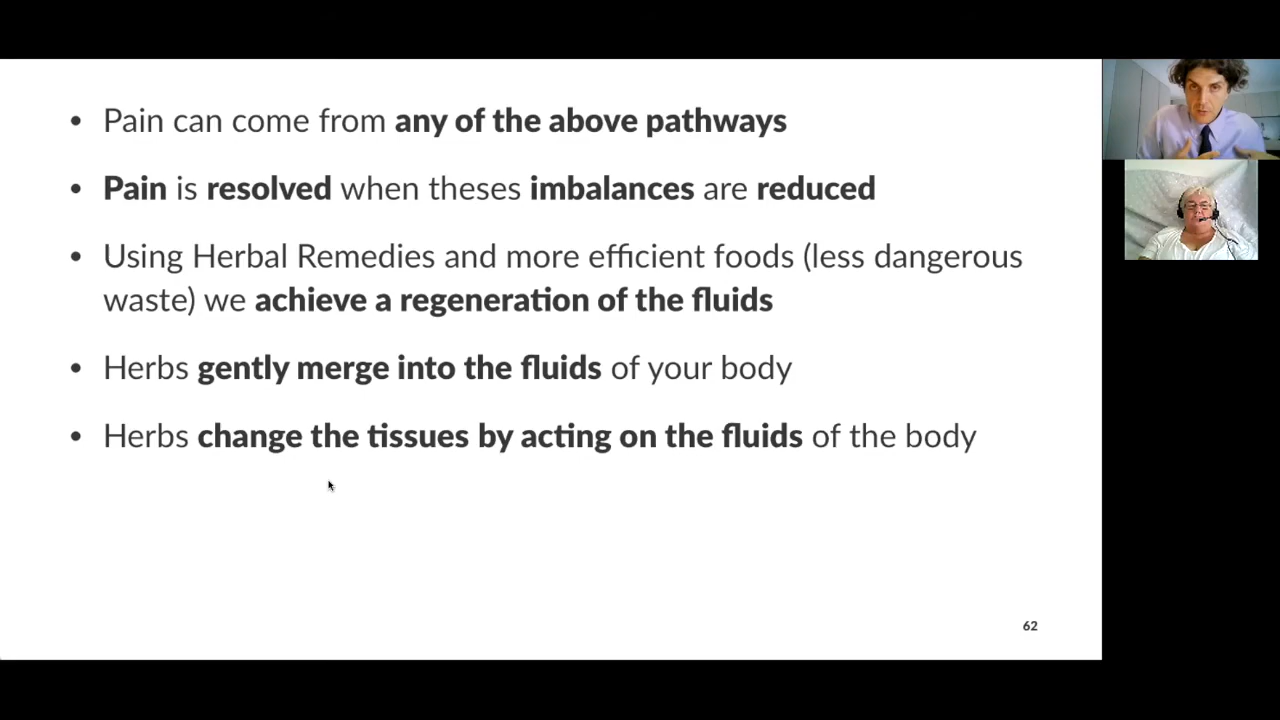 • Pain can come from any of the above pathways
• Pain is resolved when theses imbalances are reduced
• Using Herbal Remedies and more efficient foods (less dangerous
waste) we achieve a regeneration of the fluids
• Herbs gently merge into the fluids of your body
• Herbs change the tissues by acting on the fluids of the body
62